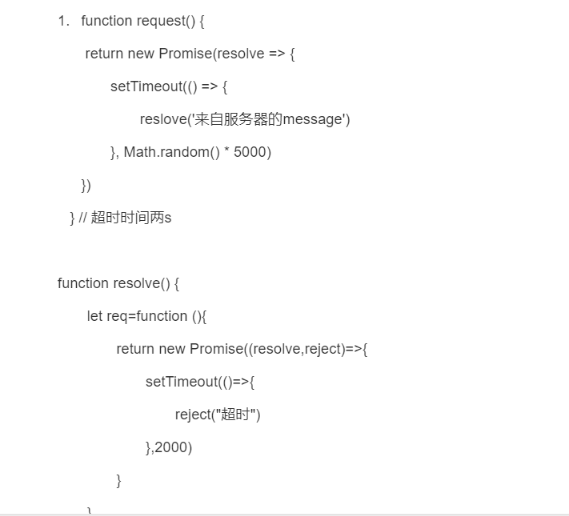 1. function request() {
return new Promise(resolve => {
setTimeout(() => {
reslove('来自服务器的message')
}, Math.random() * 5000)
})
} // 超时时间两s
function resolve() {
let req=function (){
return new Promise((resolve,reject)=>{
setTimeout(()=>{
reject("超时")
},2000)
}
}